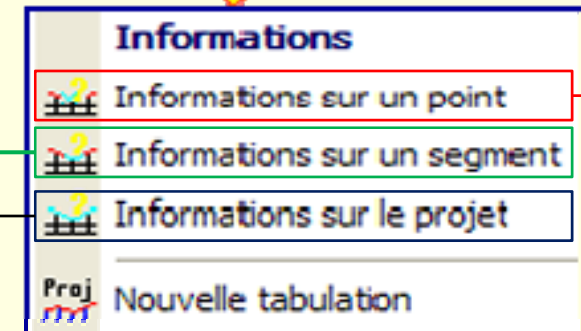 Informations
Informations sur un point
Informations sur un segment
Informations sur le projet
Proj Nouvelle tabulation